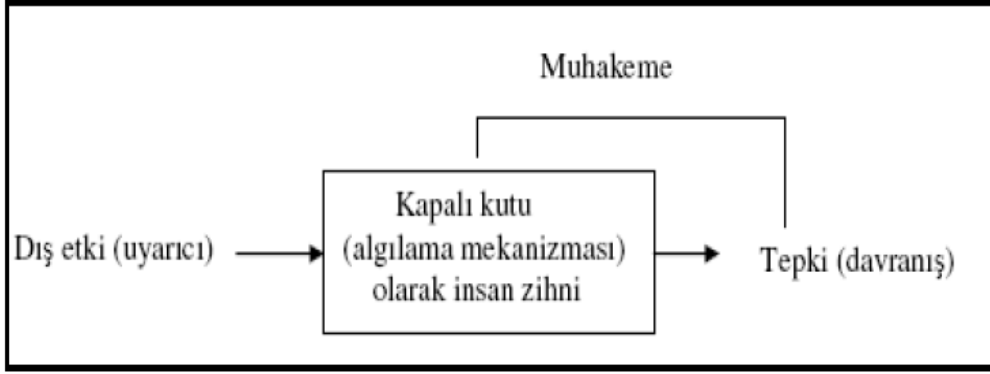 Muhakeme
Kapalı kutu
Dış etki (uyarıcı)
(algılama mekanizması)
olarak insan zihni
Tepki (davranış)